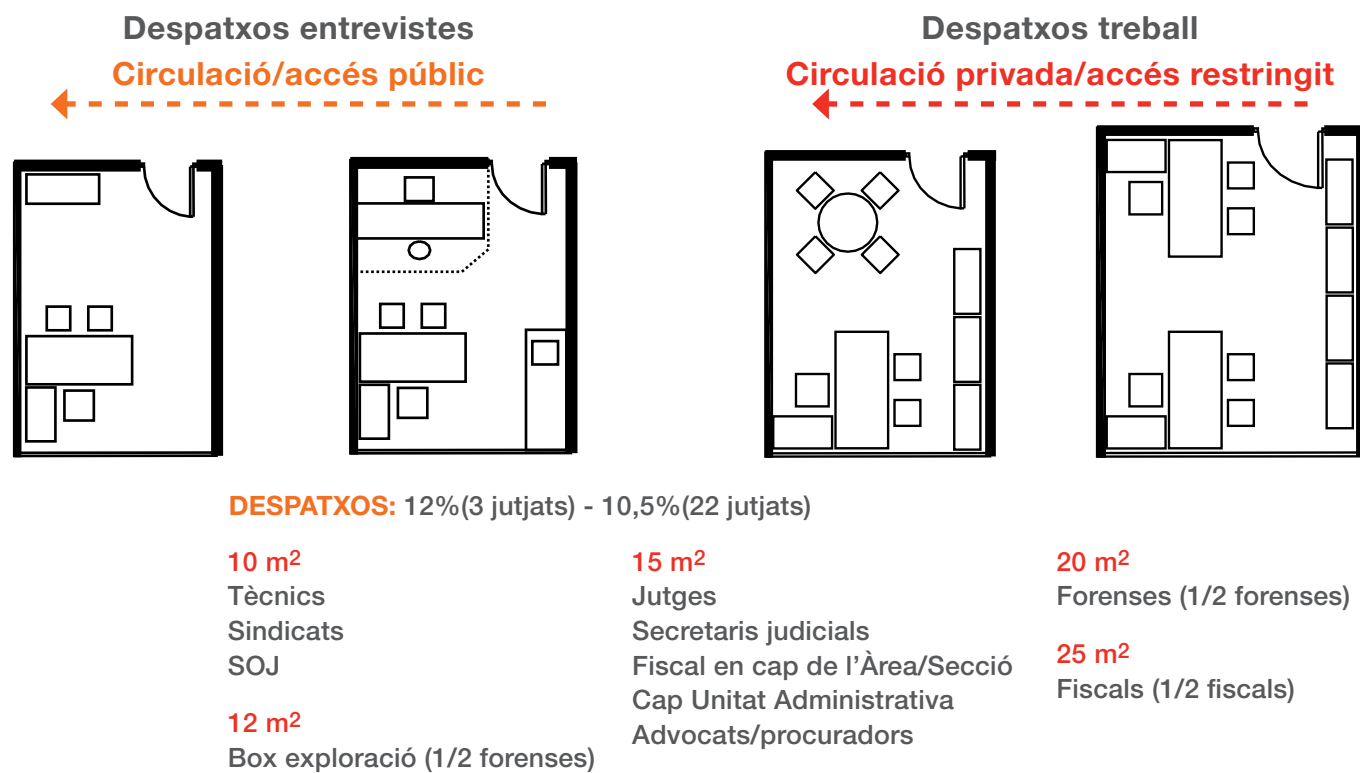 Despatxos entrevistes
Circulació/accés públic
Despatxos treball
Circulació privada/accés restringit
DESPATXOS: 12%(3 jutjats) - 10,5%(22 jutjats)
10 m²
Tècnics
Sindicats
SOJ
12 m²
Box exploració (1/2 forenses)
15 m²
Jutges
Secretaris judicials
Fiscal en cap de l’Àrea/Secció
Cap Unitat Administrativa
Advocats/procuradors
20 m²
Forenses (1/2 forenses)
25 m²
Fiscals (1/2 fiscals)